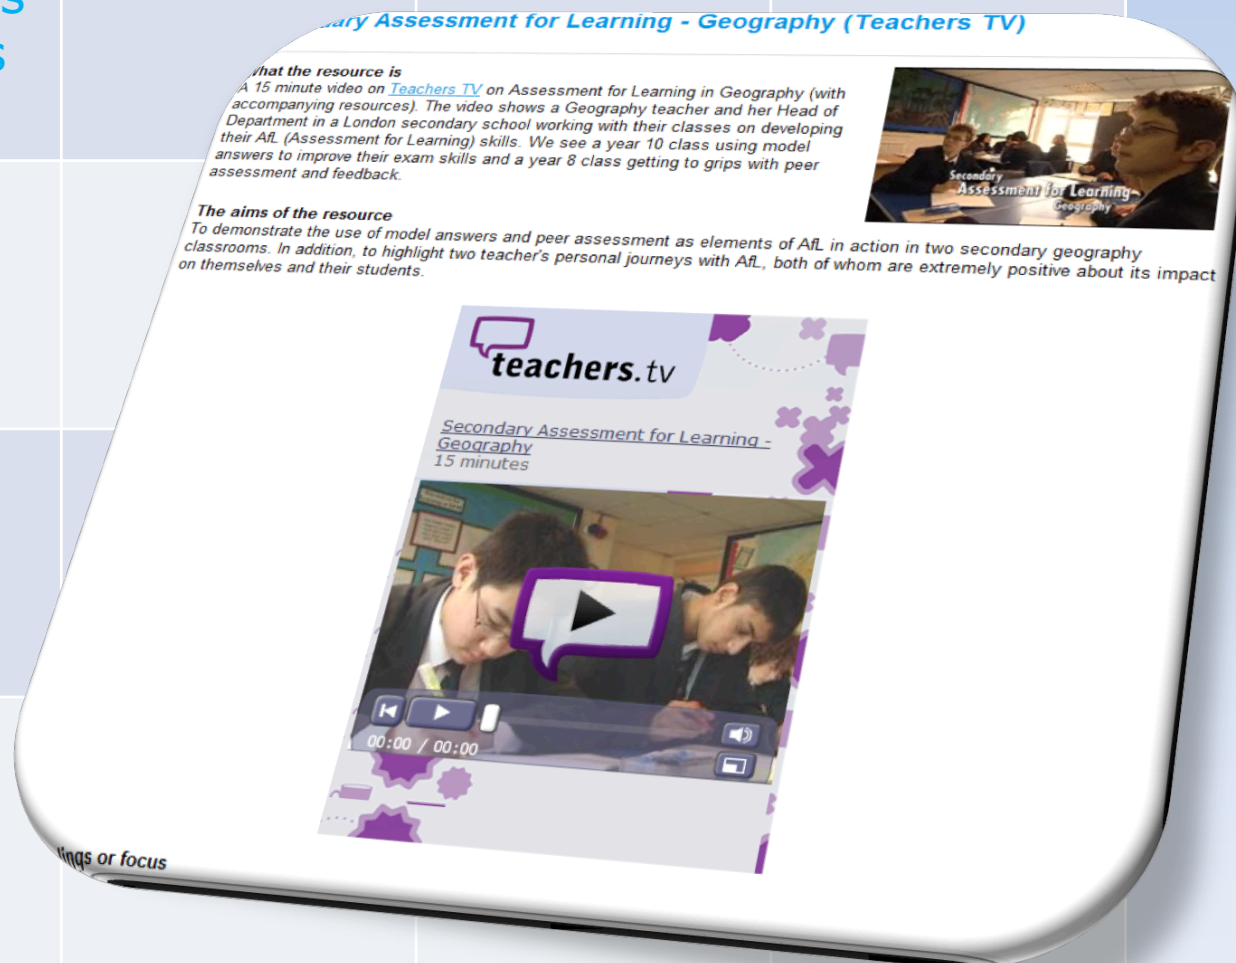 s
s
Assessment for Learning - Geography (Teachers TV)
what the resource is
A 15 minute video on Teachers TV on Assessment for Learning in Geography (with
accompanying resources). The video shows a Geography teacher and her Head of
Department in a London secondary school working with their classes on developing
their AfL (Assessment for Learning) skills. We see a year 10 class using model
answers to improve their exam skills and a year 8 class getting to grips with peer
assessment and feedback.
Secondary
Assessment for Learning
Geography
The aims of the resource
To demonstrate the use of model answers and peer assessment as elements of AfL in action in two secondary geography
classrooms. In addition, to highlight two teacher's personal journeys with AfL, both of whom are extremely positive about its impact
on themselves and their students.
teachers.tv
Secondary Assessment for Learning -
Geography
15 minutes
00:00 / 00:00
or focus